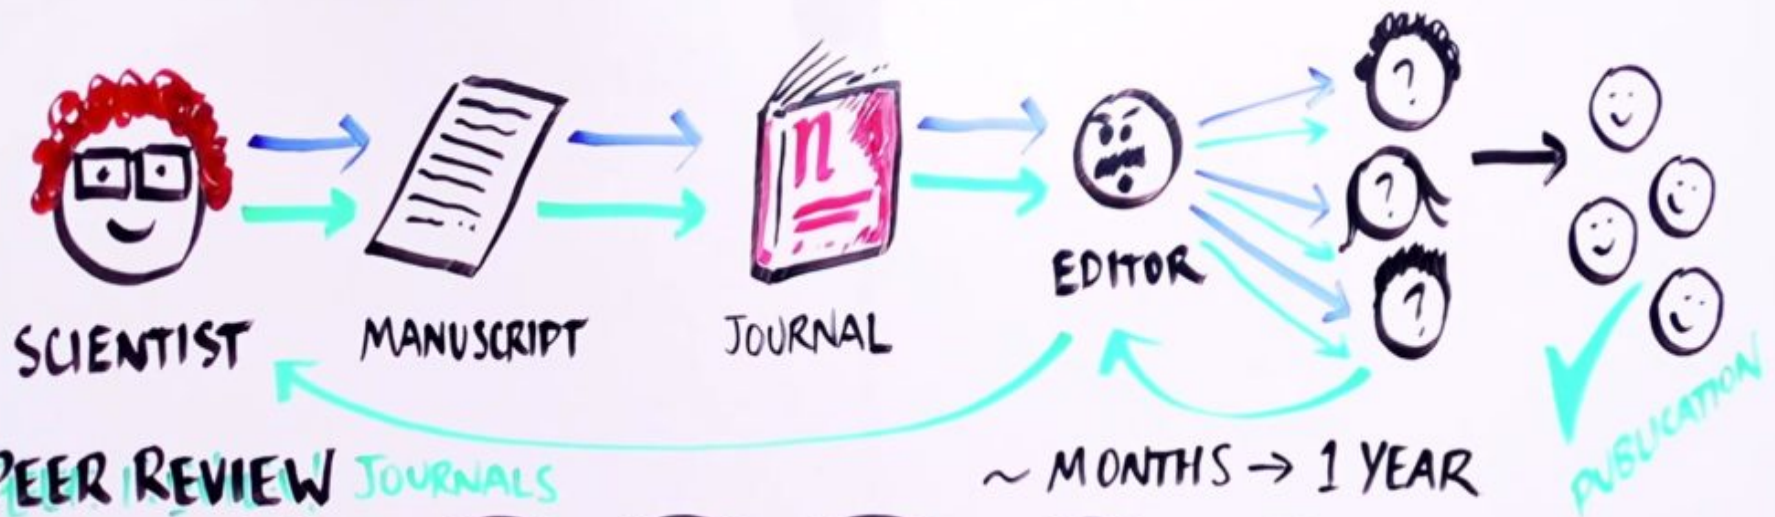 n
? 
?
?
SCIENTIST
MANUSCRIPT
JOURNAL
EDITOR
PEER REVIEW JOURNALS
~ MONTHS → 1 YEAR
PUBLICATION